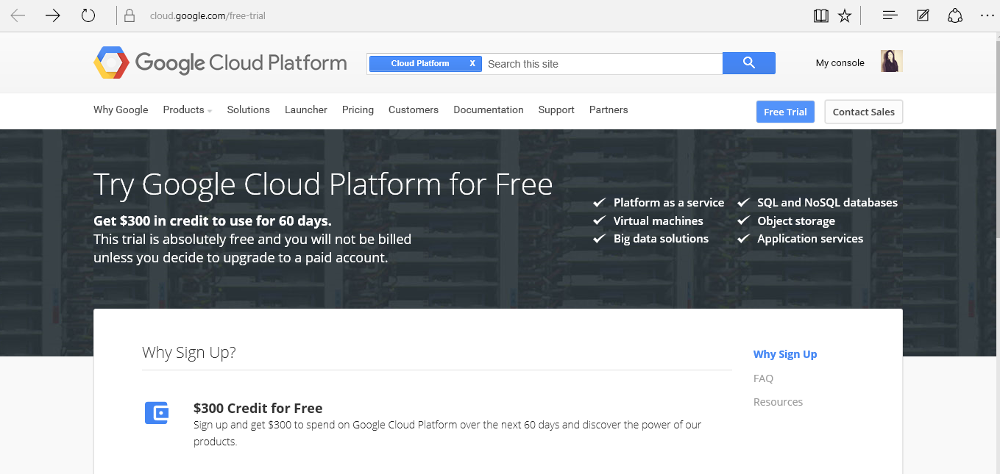 cloud.google.com/free-trial
Google Cloud Platform
Cloud Platform X Search this site
My console
Why Google Products Solutions Launcher Pricing Customers Documentation Support Partners
Free Trial Contact Sales
Try Google Cloud Platform for Free
Get $300 in credit to use for 60 days.
This trial is absolutely free and you will not be billed
unless you decide to upgrade to a paid account.
Platform as a service SQL and NoSQL databases
Virtual machines Object storage
Big data solutions Application services
Why Sign Up?
$300 Credit for Free
Sign up and get $300 to spend on Google Cloud Platform over the next 60 days and discover the power of our
products.
Why Sign Up
FAQ
Resources